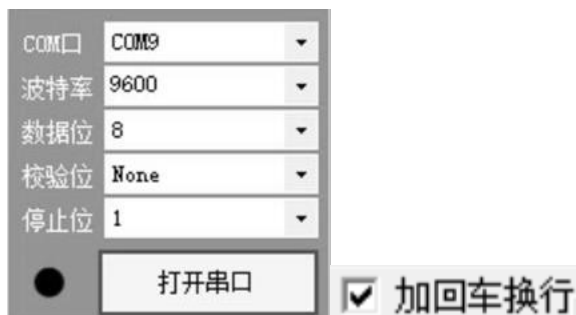 COM口 COM9
波特率 9600
数据位 8
校验位 None
停止位 1
打开串口
加回车换行